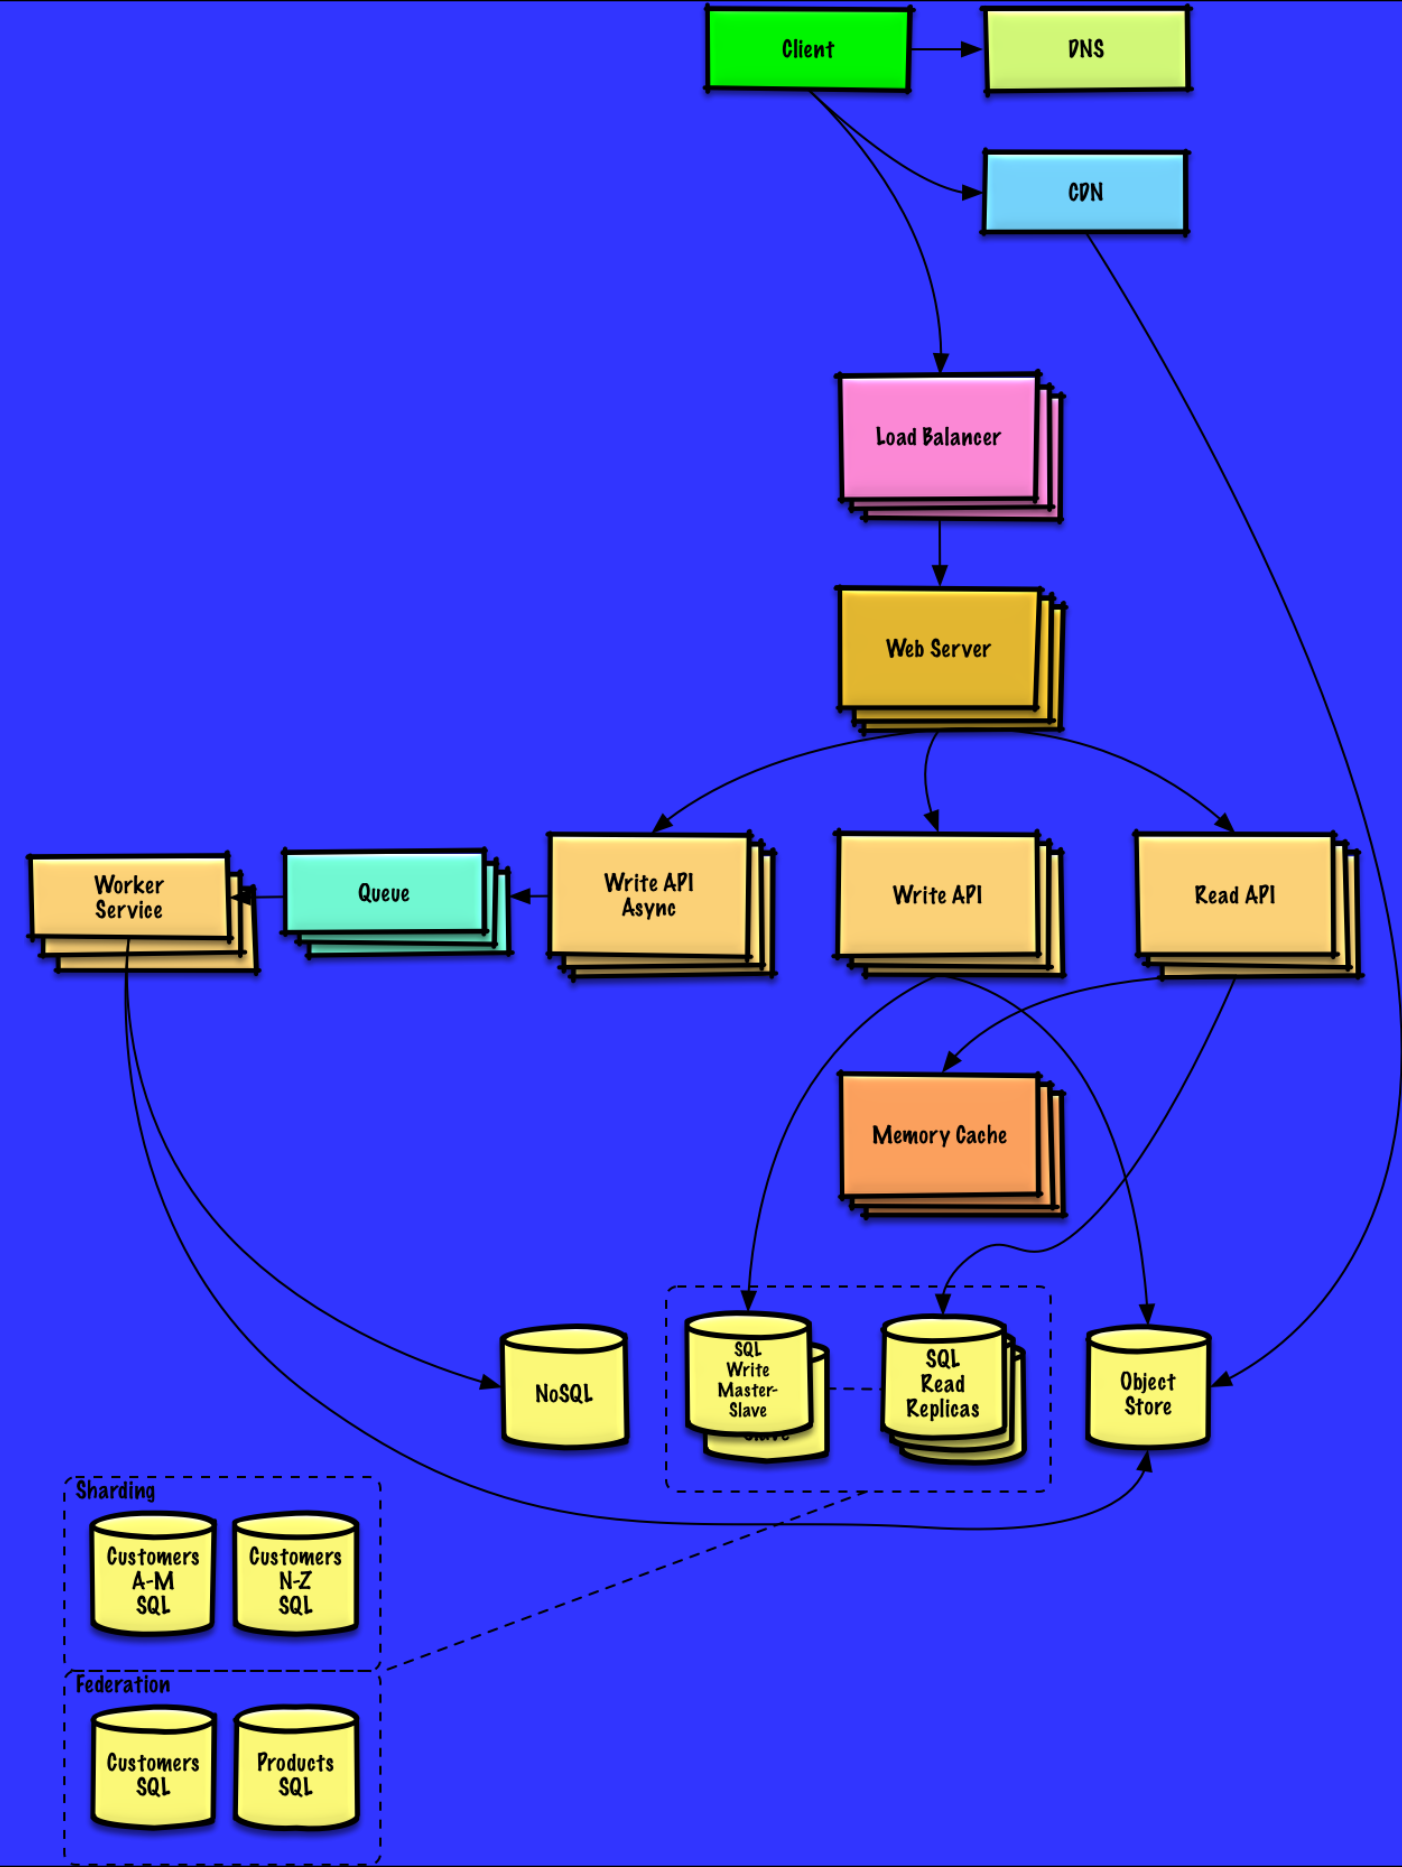 Client
DNS
CDN
Load Balancer
Web Server
Worker
Service
Queue
Write API
Async
Write API
Read API
Memory Cache
NoSQL
SQL
Write
Master-
Slave
Slave
SQL
Read
Replicas
Object
Store
Sharding
Customers
A-M
SQL
Customers
N-Z
SQL
Federation
Customers
SQL
Products
SQL